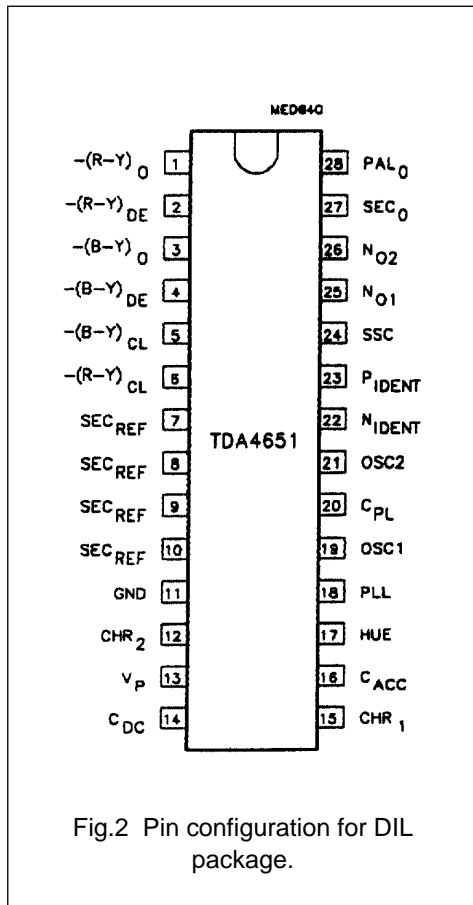 MED640
-(R-Y)O 1 28 PALO
-(R-Y)DE 2 27 SECO
-(B-Y)O 3 26 NO2
-(B-Y)DE 4 25 NO1
-(B-Y)CL 5 24 SSC
-(R-Y)CL 6 23 PIDENT
SECREF 7 22 NIDENT
TDA4651
SECREF 8 21 OSC2
SECREF 9 20 CPL
SECREF 10 19 OSC1
GND 11 18 PLL
CHR2 12 17 HUE
VP 13 16 CACC
CDC 14 15 CHR1
Fig.2 Pin configuration for DIL
package.